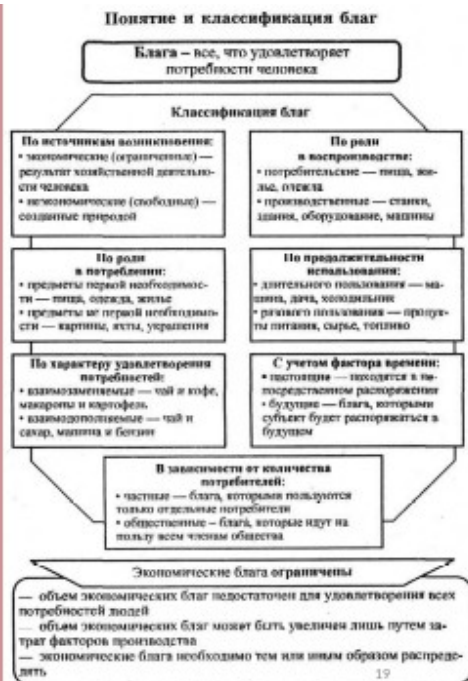 Понятие и классификация благ
Блага – все, что удовлетворяет
потребности человека
Классификация благ
По источникам возникновения:
• экономические (ограниченные) —
результат хозяйственной деятельно-
сти человека
• неэкономические (свободные) —
созданные природой
По роли
в воспроизводстве:
• потребительские — пища, жи-
лье, одежда
• производственные — станки,
здания, оборудование, машины
По роли
в потреблении:
• предметы первой необходимос-
ти — пища, одежда, жилье
• предметы не первой необходимо-
сти — картины, яхты, украшения
По продолжительности
использования:
• длительного пользования — ма-
шина, дача, холодильник
• разового пользования — продук-
ты питания, сырье, топливо
По характеру удовлетворения
потребностей:
• взаимозаменяемые — чай и кофе,
макароны и картофель
• взаимодополняемые — чай и
сахар, машина и бензин
С учетом фактора времени:
• настоящие — находятся в не-
посредственном распоряжении
• будущие — блага, которыми
субъект будет распоряжаться в
будущем
В зависимости от количества
потребителей:
• частные — блага, которыми пользуются
только отдельные потребители
• общественные – блага, которые идут на
пользу всем членам общества
Экономические блага ограничены
— объем экономических благ недостаточен для удовлетворения всех
потребностей людей
— объем экономических благ может быть увеличен лишь путем за-
трат факторов производства
— экономические блага необходимо тем или иным образом распреде-
лять
19